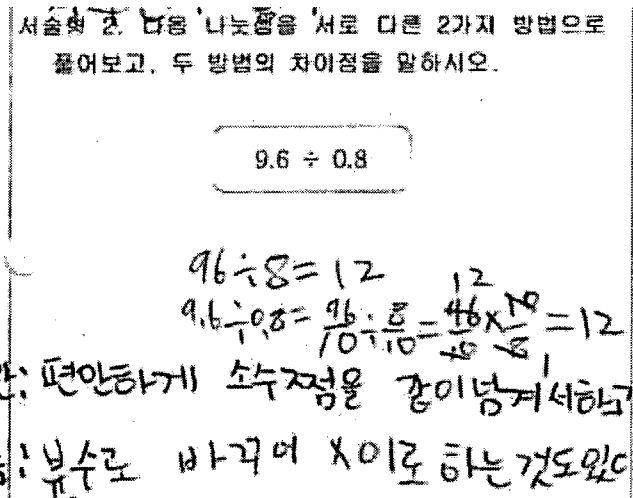 서술형 2. 다음 나눗셈을 서로 다른 2가지 방법으로
풀어보고, 두 방법의 차이점을 말하시오.
9.6 ÷ 0.8
96÷8=12
9.6÷0.8= 96/10 ÷ 8/10 = 96/10 × 10/8 = 12
12
1
편안하게 소수점을 같이넘겨서하고
분수로 바꾸어 X이로 하는것도있다